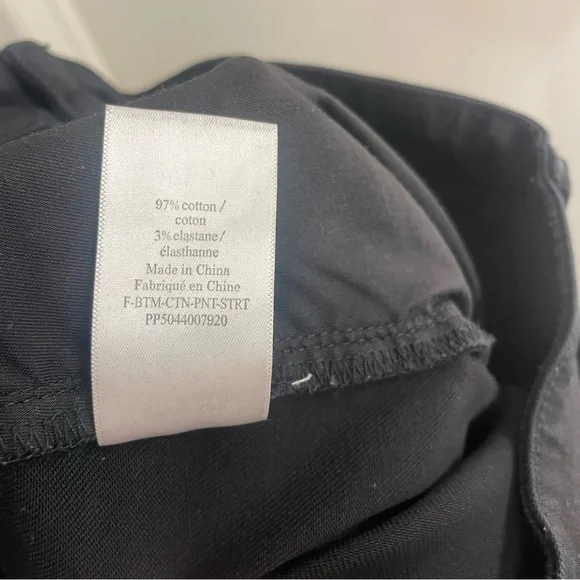 97% cotton /
coton
3% elastane /
élasthanne
Made in China
Fabriqué en Chine
F-BTM-CTN-PNT-STRT
PP5044007920